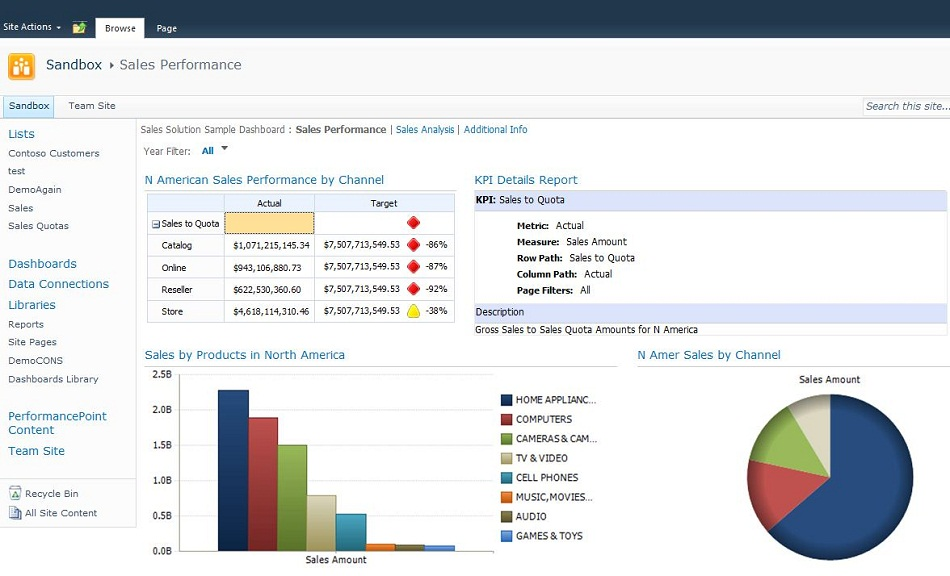 Site Actions
Browse
Page
Sandbox ▸ Sales Performance
Sandbox
Team Site
Search this site...
Lists
Contoso Customers
test
DemoAgain
Sales
Sales Quotas
Dashboards
Data Connections
Libraries
Reports
Site Pages
DemoCONS
Dashboards Library
PerformancePoint
Content
Team Site
Recycle Bin
All Site Content
Sales Solution Sample Dashboard : Sales Performance | Sales Analysis | Additional Info
Year Filter: All
N American Sales Performance by Channel
Actual Target
Sales to Quota
Catalog $1,071,215,145.34 $7,507,713,549.53 -86%
Online $943,106,880.73 $7,507,713,549.53 -87%
Reseller $622,530,360.60 $7,507,713,549.53 -92%
Store $4,618,114,310.46 $7,507,713,549.53 -38%
KPI Details Report
KPI: Sales to Quota
Metric: Actual
Measure: Sales Amount
Row Path: Sales to Quota
Column Path: Actual
Page Filters: All
Description
Gross Sales to Sales Quota Amounts for N America
Sales by Products in North America
2.5B
2.0B
1.5B
1.0B
0.5B
0.0B
Sales Amount
HOME APPLIANC...
COMPUTERS
CAMERAS & CAM...
TV & VIDEO
CELL PHONES
MUSIC,MOVIES...
AUDIO
GAMES & TOYS
N Amer Sales by Channel
Sales Amount